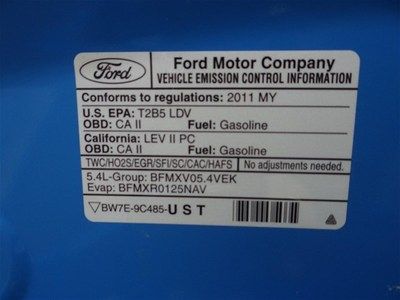 Ford
Ford Motor Company
VEHICLE EMISSION CONTROL INFORMATION
Conforms to regulations: 2011 MY
U.S. EPA: T2B5 LDV
OBD: CA II Fuel: Gasoline
California: LEV II PC
OBD: CA II Fuel: Gasoline
TWC/HO2S/EGR/SFI/SC/CAC/HAFS No adjustments needed.
5.4L-Group: BFMXV05.4VEK
Evap: BFMXR0125NAV
BW7E-9C485-U S T